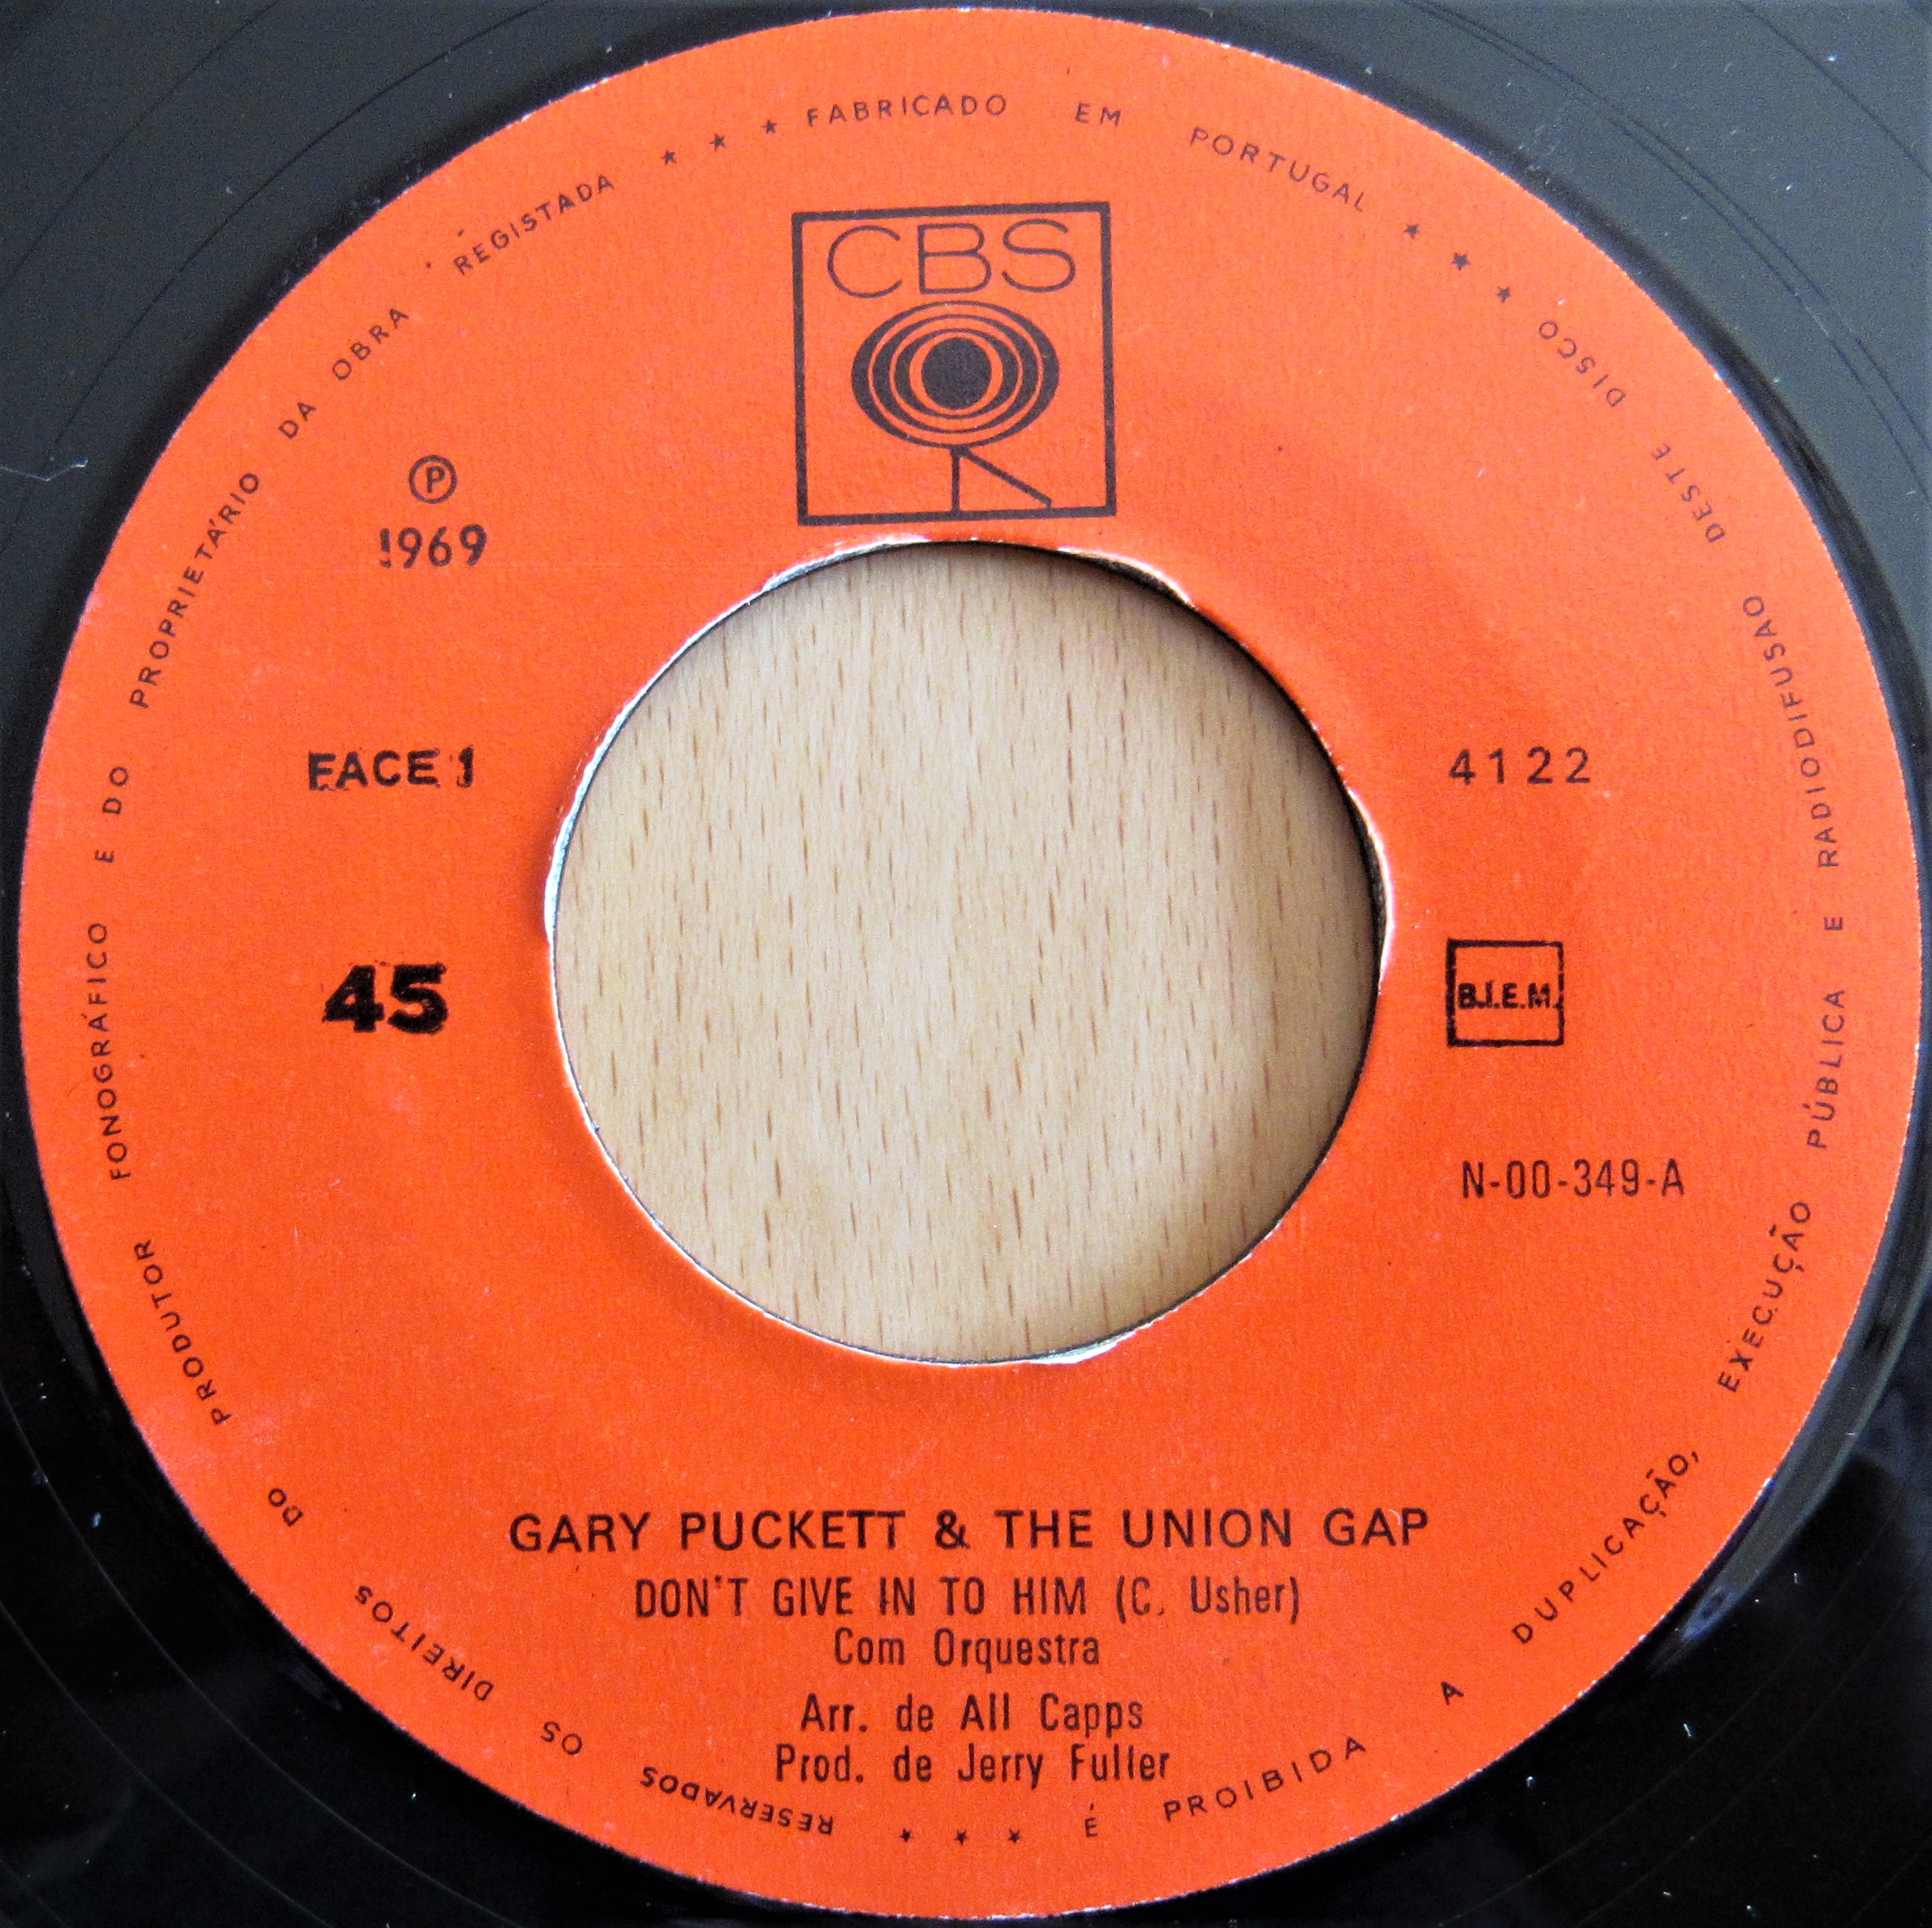 FABRICADO EM PORTUGAL ★ ★ ★
É PROIBIDA A DUPLICAÇÃO, EXECUÇÃO PÚBLICA E RADIODIFUSAO DESTE DISCO ★ ★ ★
RESERVADOS OS DIREITOS DO PRODUTOR FONOGRÁFICO E DO PROPRIETÁRIO DA OBRA REGISTADA ★ ★ ★
CBS
Ⓟ
1969
FACE 1
4122
45
B.I.E.M.
N-00-349-A
GARY PUCKETT & THE UNION GAP
DON'T GIVE IN TO HIM (C. Usher)
Com Orquestra
Arr. de All Capps
Prod. de Jerry Fuller